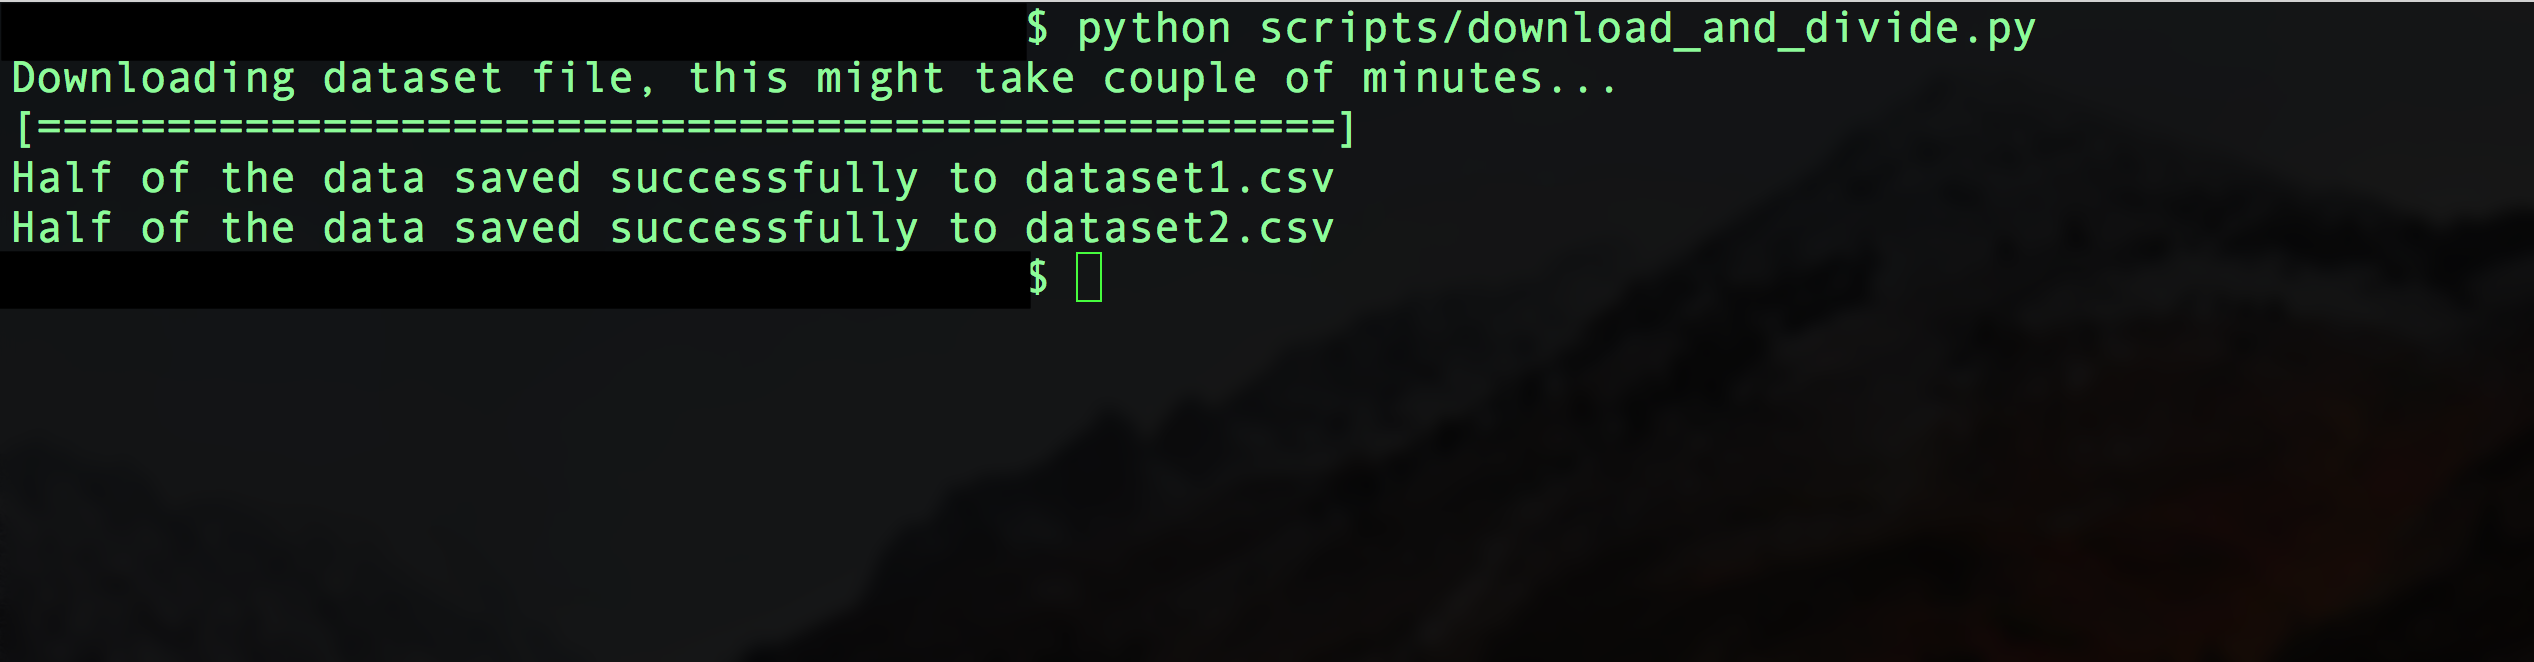 $ python scripts/download_and_divide.py
Downloading dataset file, this might take couple of minutes...
[==================================================]
Half of the data saved successfully to dataset1.csv
Half of the data saved successfully to dataset2.csv
$